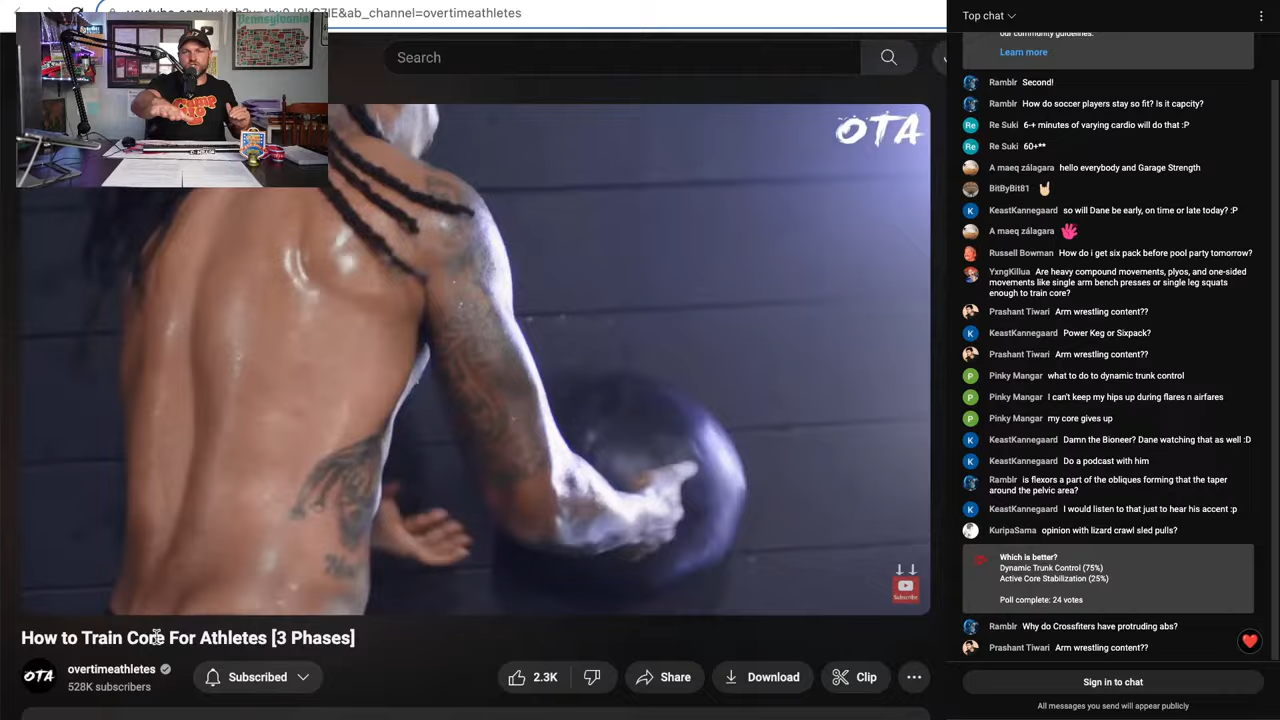 &ab_channel=overtimeathletes
Search
Pennsylvania
OTA
Subscribe
How to Train Core For Athletes [3 Phases]
OTA
overtimeathletes
528K subscribers
Subscribed
2.3K
Share
Download
Clip
Top chat
our community guidelines.
Learn more
Ramblr Second!
Ramblr How do soccer players stay so fit? Is it capcity?
Re Re Suki 6-+ minutes of varying cardio will do that :P
Re Re Suki 60+**
A maeq zálagara hello everybody and Garage Strength
BitByBit81
K KeastKannegaard so will Dane be early, on time or late today? :P
A maeq zálagara
Russell Bowman How do i get six pack before pool party tomorrow?
YxngKillua Are heavy compound movements, plyos, and one-sided
movements like single arm bench presses or single leg squats
enough to train core?
Prashant Tiwari Arm wrestling content??
K KeastKannegaard Power Keg or Sixpack?
Prashant Tiwari Arm wrestling content??
P Pinky Mangar what to do to dynamic trunk control
P Pinky Mangar I can't keep my hips up during flares n airfares
P Pinky Mangar my core gives up
K KeastKannegaard Damn the Bioneer? Dane watching that as well :D
K KeastKannegaard Do a podcast with him
Ramblr is flexors a part of the obliques forming that the taper
around the pelvic area?
K KeastKannegaard I would listen to that just to hear his accent :p
KuripaSama opinion with lizard crawl sled pulls?
Which is better?
Dynamic Trunk Control (75%)
Active Core Stabilization (25%)
Poll complete: 24 votes
Ramblr Why do Crossfiters have protruding abs?
Prashant Tiwari Arm wrestling content??
Sign in to chat
All messages you send will appear publicly